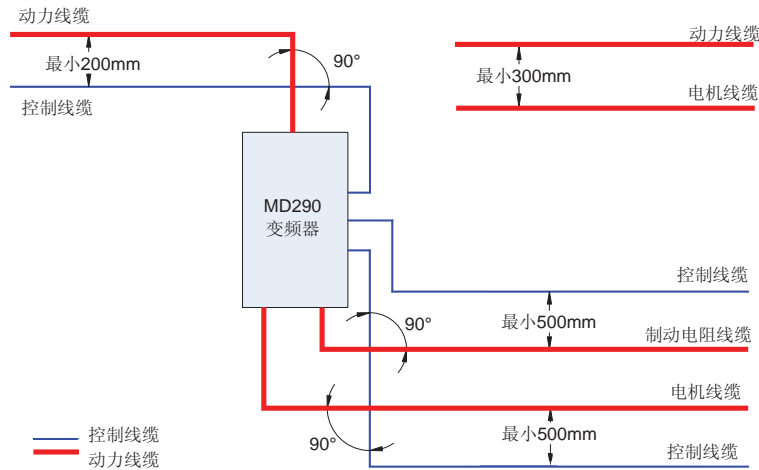 动力线缆
最小200mm
控制线缆
90°
动力线缆
最小300mm
电机线缆
MD290
变频器
控制线缆
最小500mm
90°
制动电阻线缆
电机线缆
90°
最小500mm
控制线缆
控制线缆
动力线缆